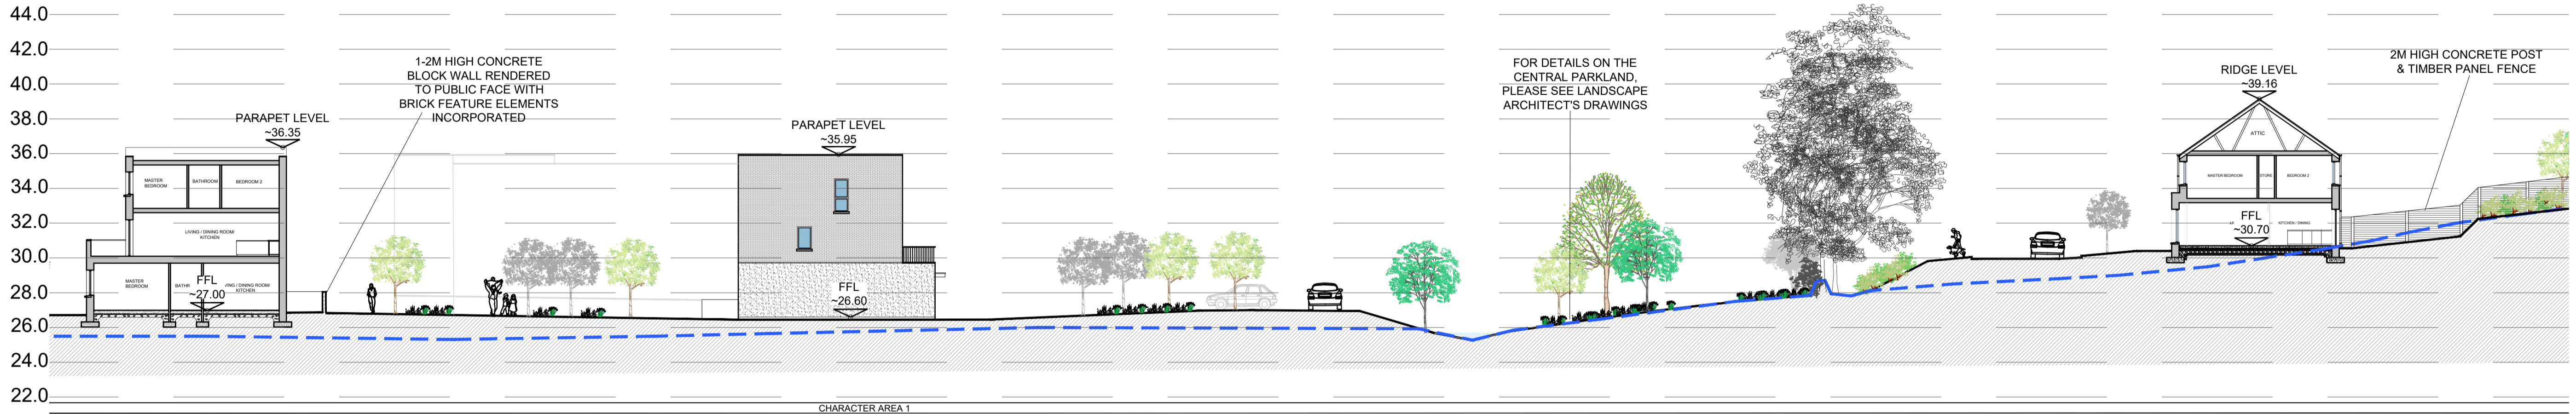 44.0
42.0
40.0
38.0
36.0
34.0
32.0
30.0
28.0
26.0
24.0
22.0
PARAPET LEVEL
~36.35
1-2M HIGH CONCRETE
BLOCK WALL RENDERED
TO PUBLIC FACE WITH
BRICK FEATURE ELEMENTS
INCORPORATED
MASTER
BEDROOM
BATHROOM
BEDROOM 2
LIVING / DINING ROOM/
KITCHEN
MASTER
BEDROOM
BATHR
VING / DINING ROOM/
KITCHEN
FFL
~27.00
PARAPET LEVEL
~35.95
FFL
~26.60
FOR DETAILS ON THE
CENTRAL PARKLAND,
PLEASE SEE LANDSCAPE
ARCHITECT'S DRAWINGS
RIDGE LEVEL
~39.16
ATTIC
MASTER BEDROOM
STORE
BEDROOM 2
KITCHEN / DINING
FFL
~30.70
2M HIGH CONCRETE POST
& TIMBER PANEL FENCE
CHARACTER AREA 1